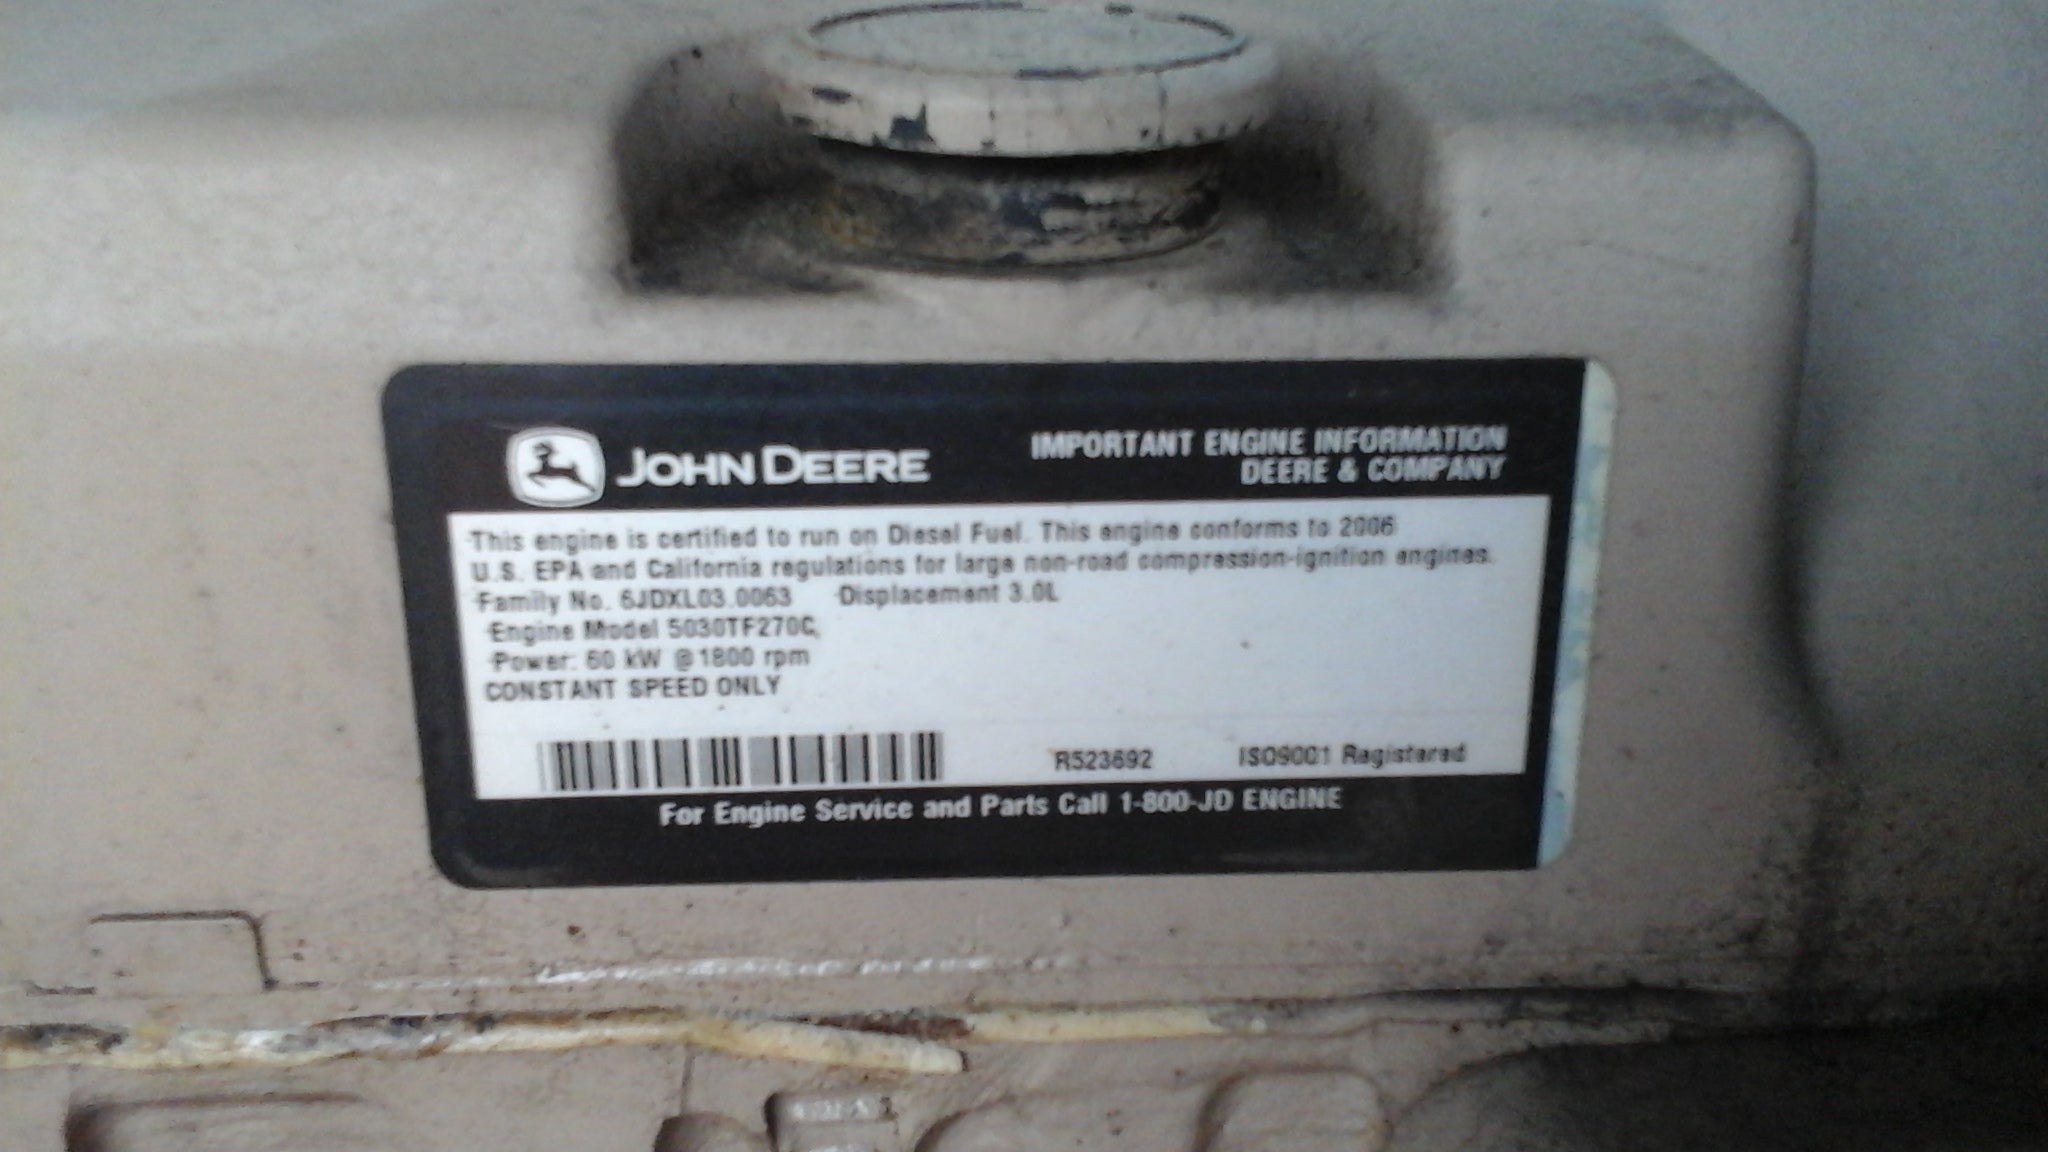 JOHN DEERE
IMPORTANT ENGINE INFORMATION
DEERE & COMPANY
This engine is certified to run on Diesel Fuel. This engine conforms to 2006
U.S. EPA and California regulations for large non-road compression-ignition engines.
Family No. 6JDXL03.0063 Displacement 3.0L
Engine Model 5030TF270C
Power: 60 kW @ 1800 rpm
CONSTANT SPEED ONLY
R523692 ISO9001 Registered
For Engine Service and Parts Call 1-800-JD ENGINE